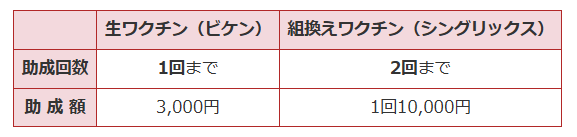 生ワクチン（ビケン） 組換えワクチン（シングリックス）
助成回数 1回まで 2回まで
助 成 額 3,000円 1回10,000円